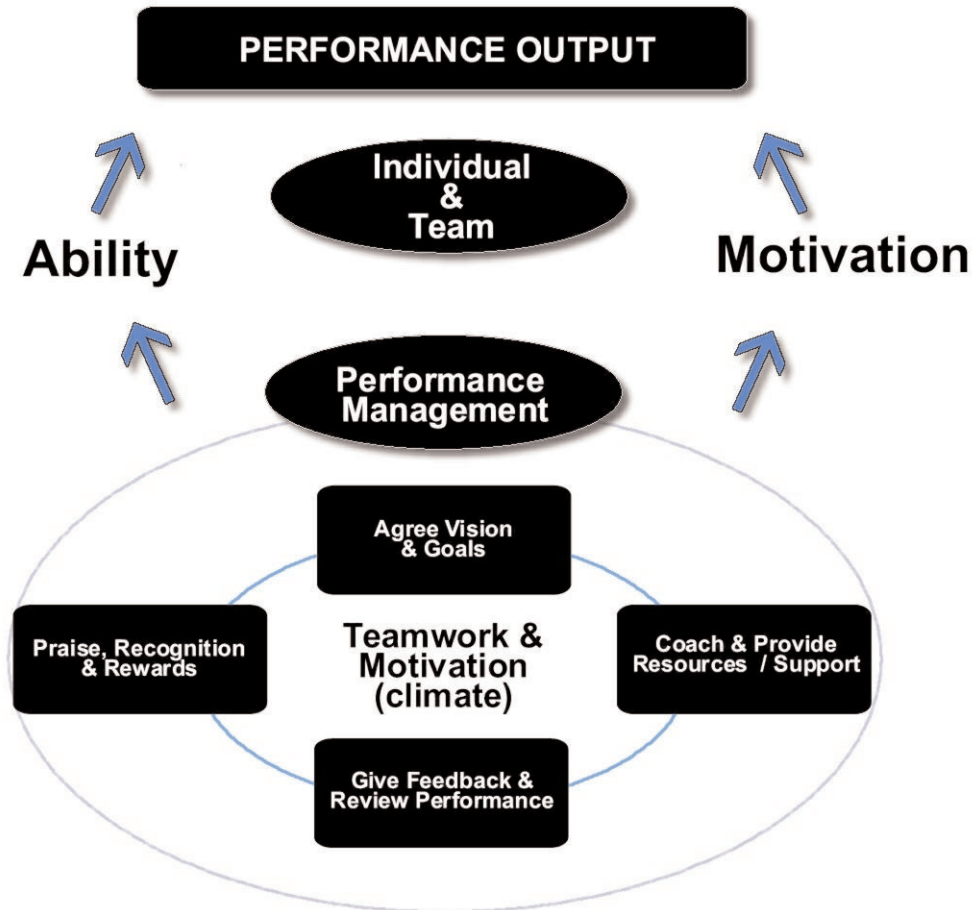 PERFORMANCE OUTPUT
Individual
&
Team
Ability
Motivation
Performance
Management
Agree Vision
& Goals
Praise, Recognition
& Rewards
Teamwork &
Motivation
(climate)
Coach & Provide
Resources / Support
Give Feedback &
Review Performance